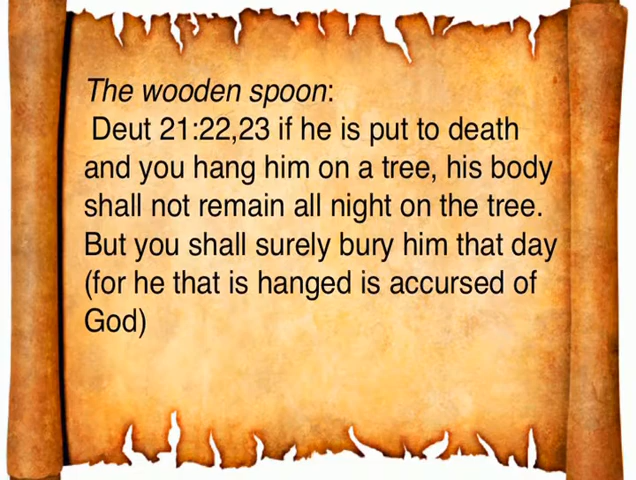 The wooden spoon:
Deut 21:22,23 if he is put to death
and you hang him on a tree, his body
shall not remain all night on the tree.
But you shall surely bury him that day
(for he that is hanged is accursed of
God)